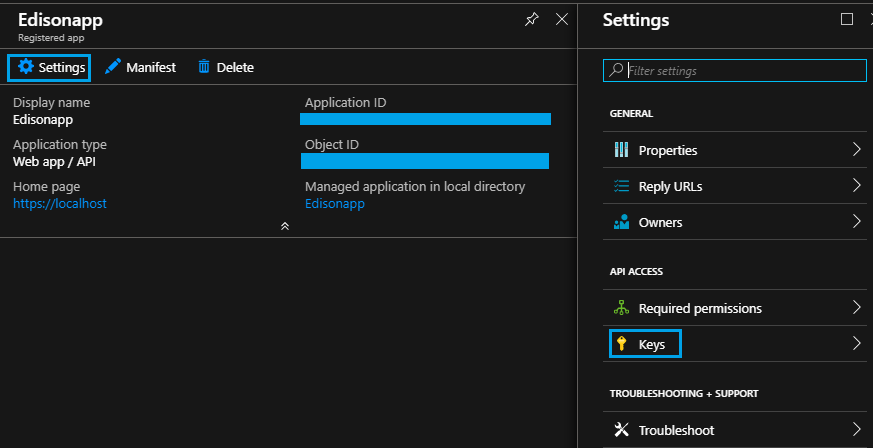 Edisonapp
Registered app
Settings Manifest Delete
Display name
Edisonapp
Application ID
Application type
Web app / API
Object ID
Home page
https://localhost
Managed application in local directory
Edisonapp
Settings
Filter settings
GENERAL
Properties
Reply URLs
Owners
API ACCESS
Required permissions
Keys
TROUBLESHOOTING + SUPPORT
Troubleshoot